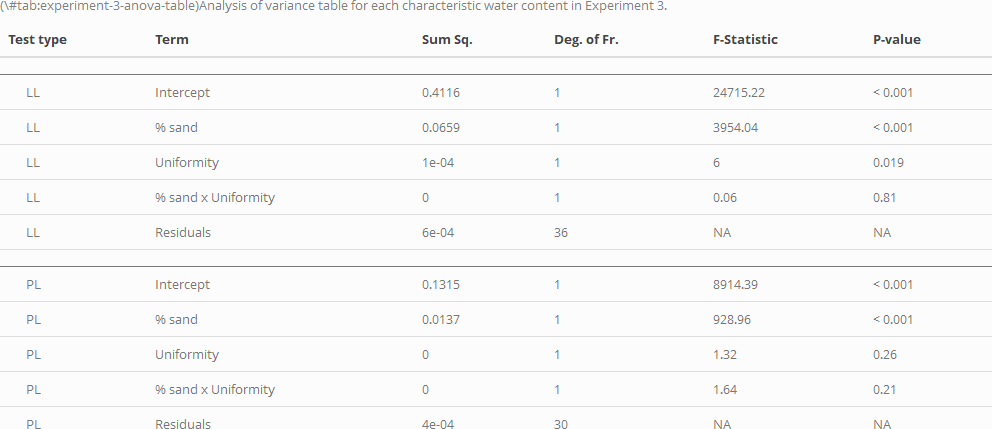 (\#tab:experiment-3-anova-table)Analysis of variance table for each characteristic water content in Experiment 3.
Test type Term Sum Sq. Deg. of Fr. F-Statistic P-value
LL Intercept 0.4116 1 24715.22 < 0.001
LL % sand 0.0659 1 3954.04 < 0.001
LL Uniformity 1e-04 1 6 0.019
LL % sand x Uniformity 0 1 0.06 0.81
LL Residuals 6e-04 36 NA NA
PL Intercept 0.1315 1 8914.39 < 0.001
PL % sand 0.0137 1 928.96 < 0.001
PL Uniformity 0 1 1.32 0.26
PL % sand x Uniformity 0 1 1.64 0.21
PL Residuals 4e-04 30 NA NA